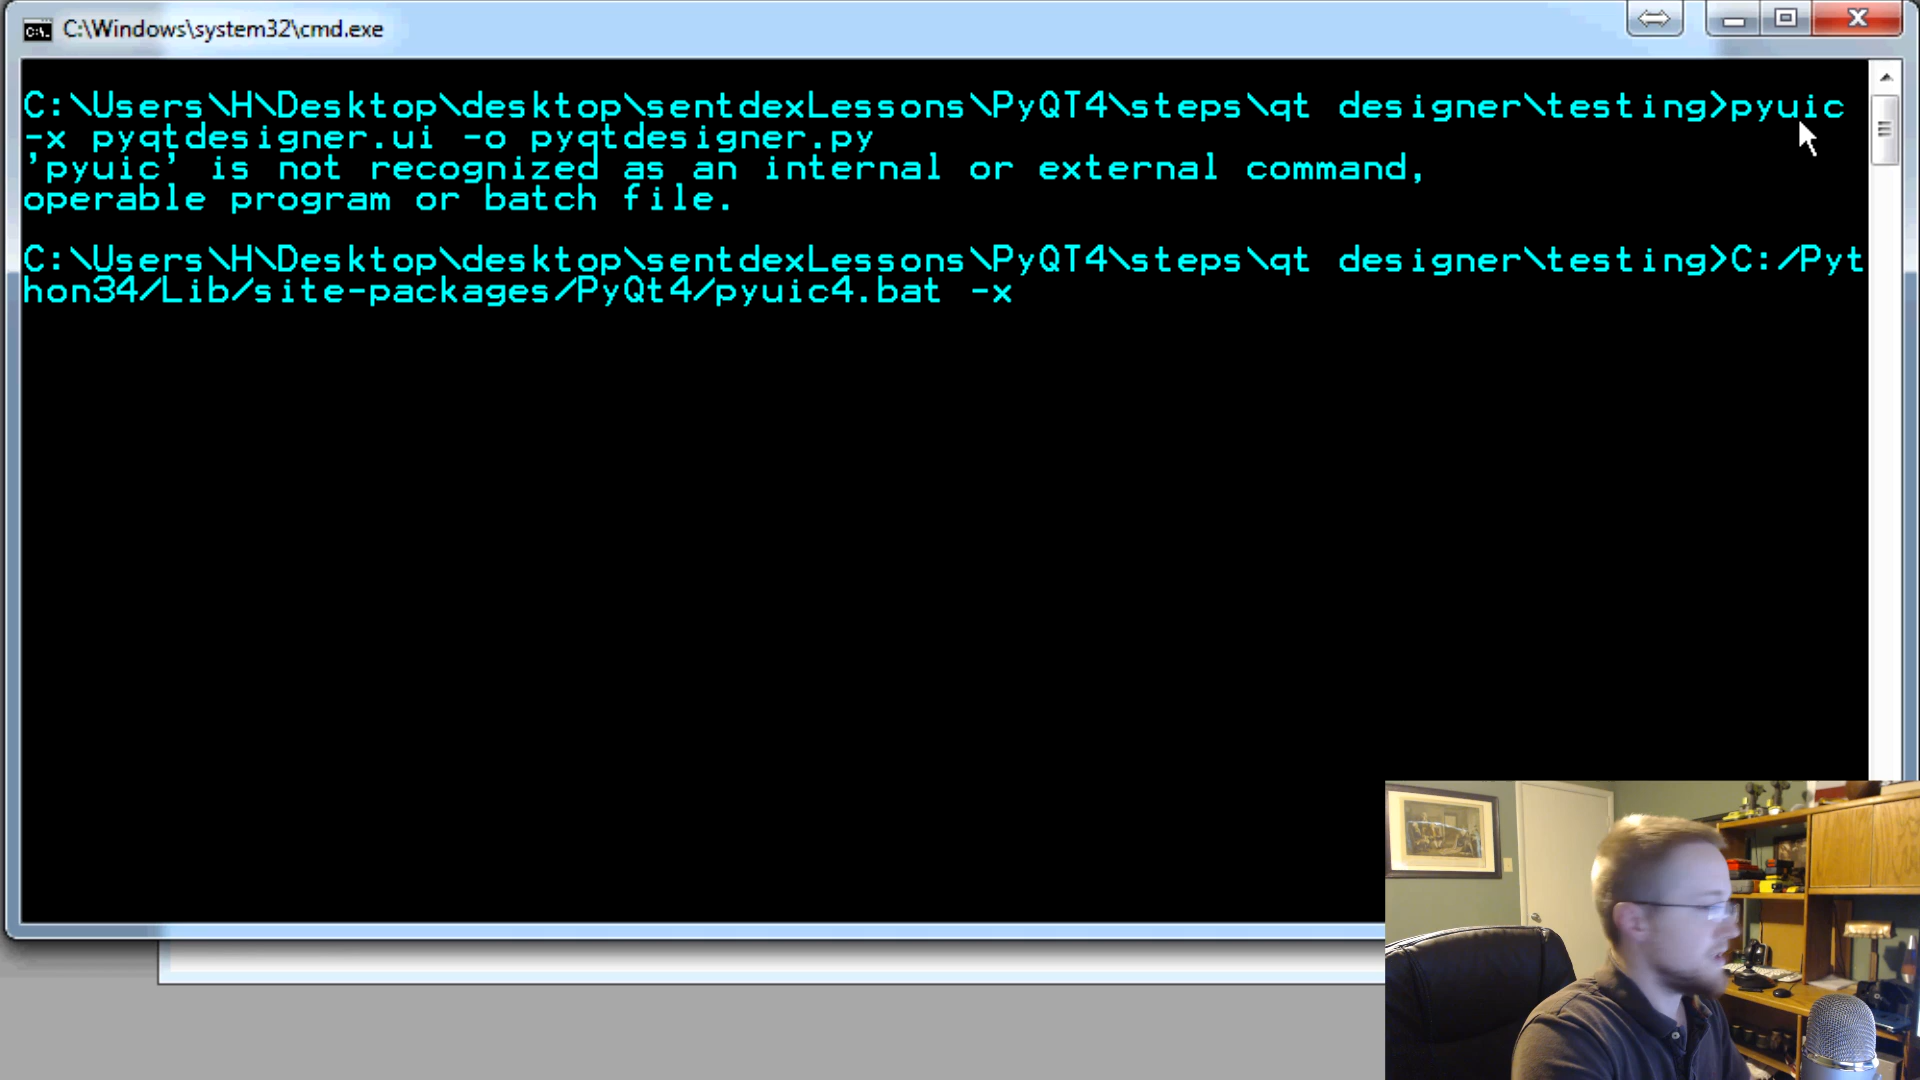 C:\Windows\system32\cmd.exe
C:\Users\H\Desktop\desktop\sentdexLessons\PyQT4\steps\qt designer\testing>pyuic
-x pyqtdesigner.ui -o pyqtdesigner.py
'pyuic' is not recognized as an internal or external command,
operable program or batch file.
C:\Users\H\Desktop\desktop\sentdexLessons\PyQT4\steps\qt designer\testing>C:/Pyt
hon34/Lib/site-packages/PyQt4/pyuic4.bat -x